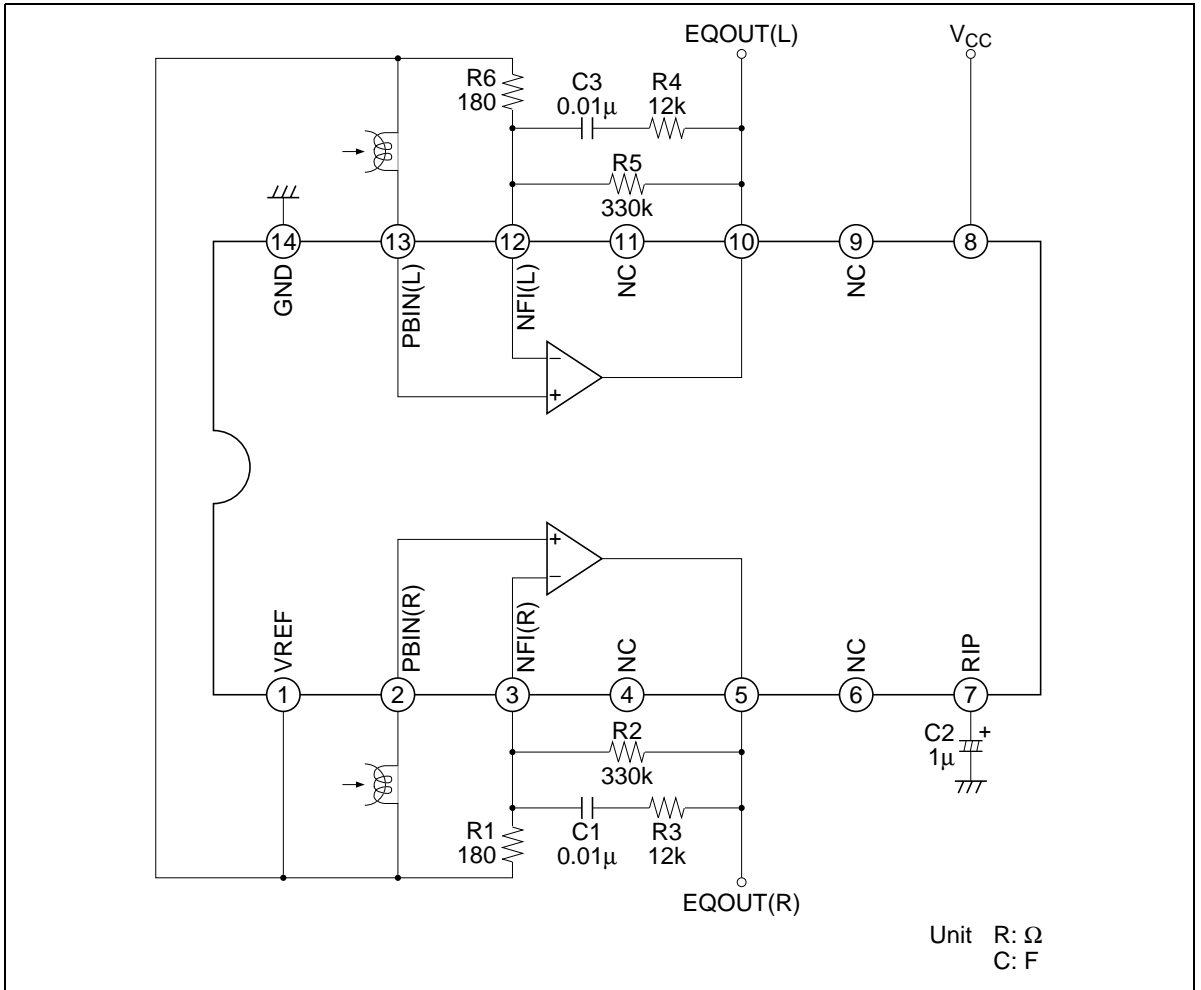 EQOUT(L)
VCC
R6
180
C3
0.01μ
R4
12k
R5
330k
14
13
12
11
10
9
8
GND
PBIN(L)
NFI(L)
NC
NC
−
+
+
−
VREF
PBIN(R)
NFI(R)
NC
NC
RIP
1
2
3
4
5
6
7
R2
330k
C2
1μ
+
R1
180
C1
0.01μ
R3
12k
EQOUT(R)
Unit R: Ω
C: F